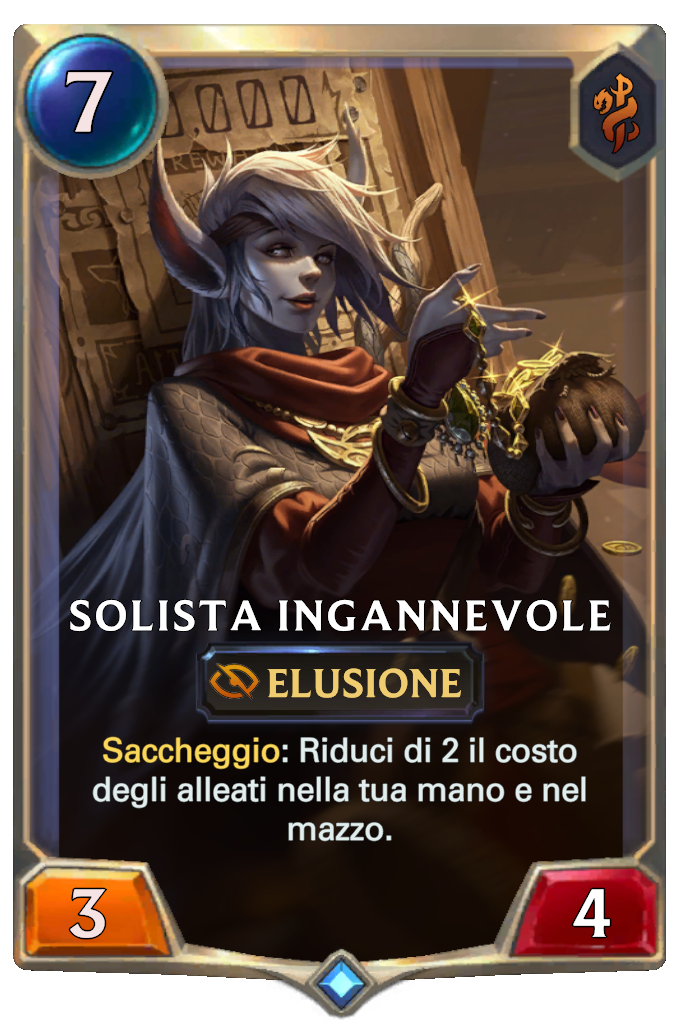 7
,000
SOLISTA INGANNEVOLE
ELUSIONE
Saccheggio: Riduci di 2 il costo
degli alleati nella tua mano e nel
mazzo.
3
4